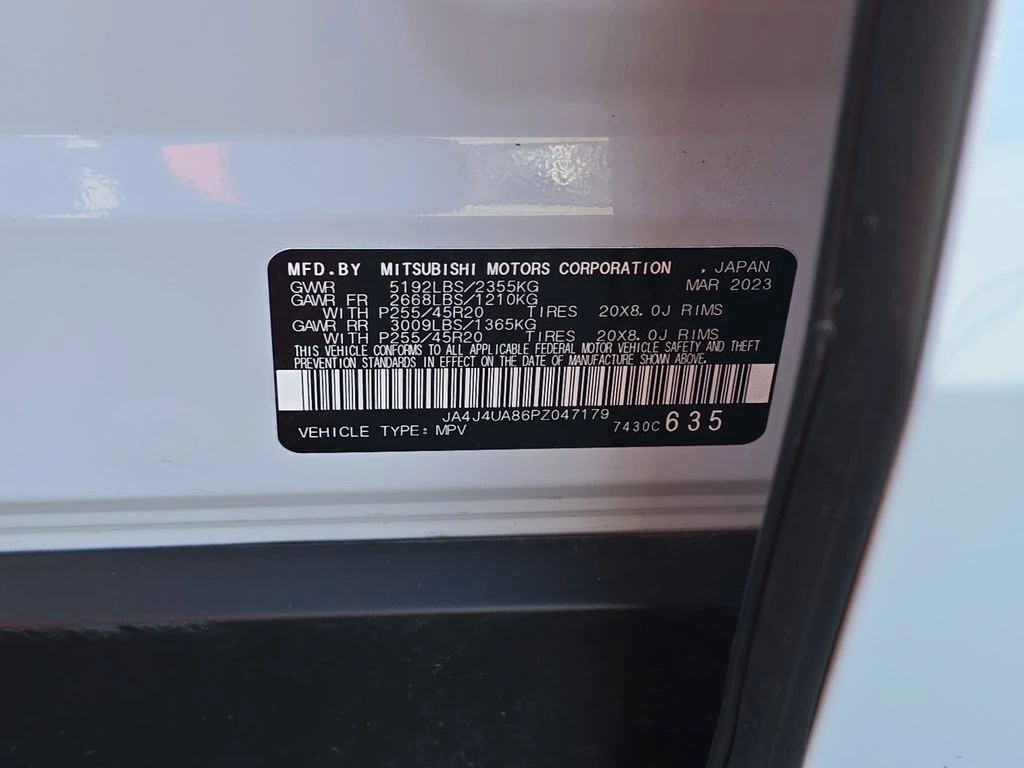 MFD.BY MITSUBISHI MOTORS CORPORATION , JAPAN
GVWR 5192LBS/2355KG MAR 2023
GAWR FR 2668LBS/1210KG
WITH P255/45R20 TIRES 20X8.0J RIMS
GAWR RR 3009LBS/1365KG
WITH P255/45R20 TIRES 20X8.0J RIMS
THIS VEHICLE CONFORMS TO ALL APPLICABLE FEDERAL MOTOR VEHICLE SAFETY AND THEFT
PREVENTION STANDARDS IN EFFECT ON THE DATE OF MANUFACTURE SHOWN ABOVE.
JA4J4UA86PZ047179
VEHICLE TYPE: MPV 7430C 635